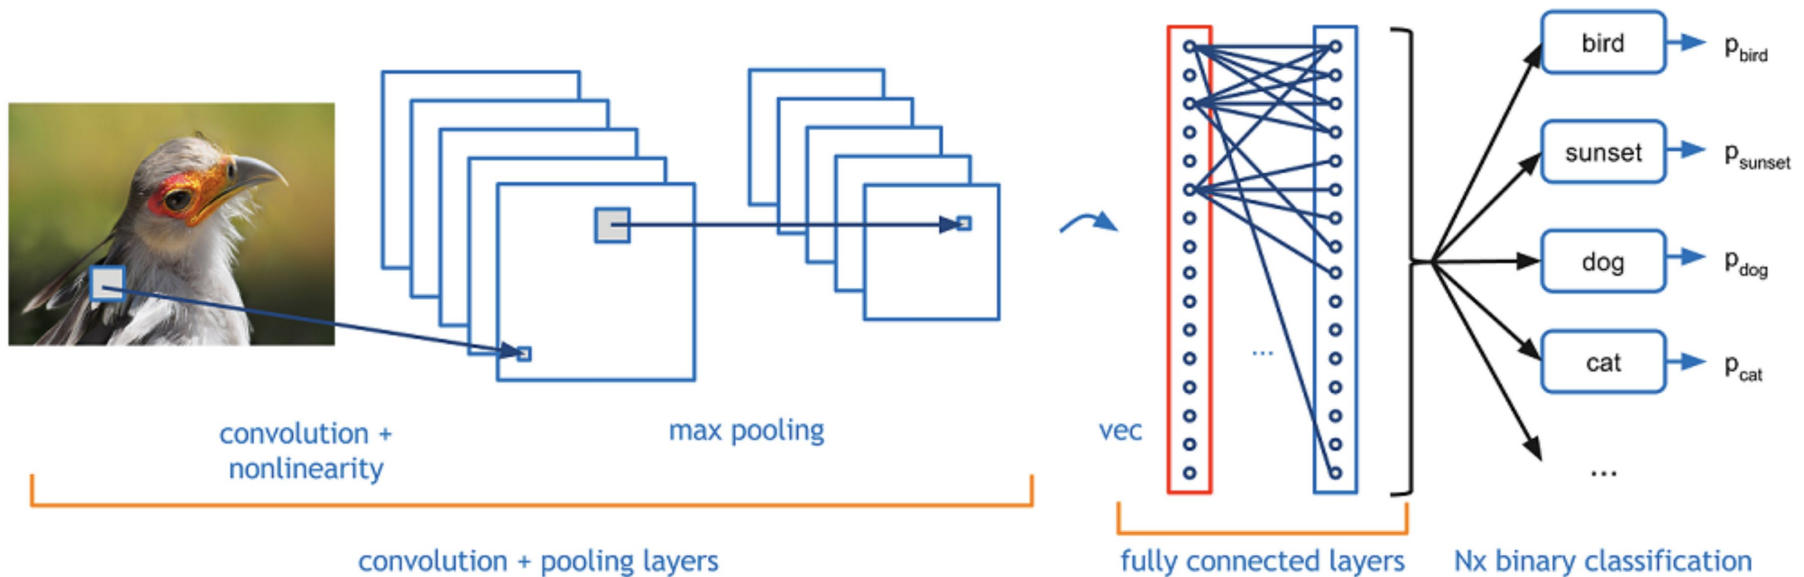 convolution +
nonlinearity
max pooling
vec
...
convolution + pooling layers
fully connected layers
Nx binary classification
bird
p_bird
sunset
p_sunset
dog
p_dog
cat
p_cat
...